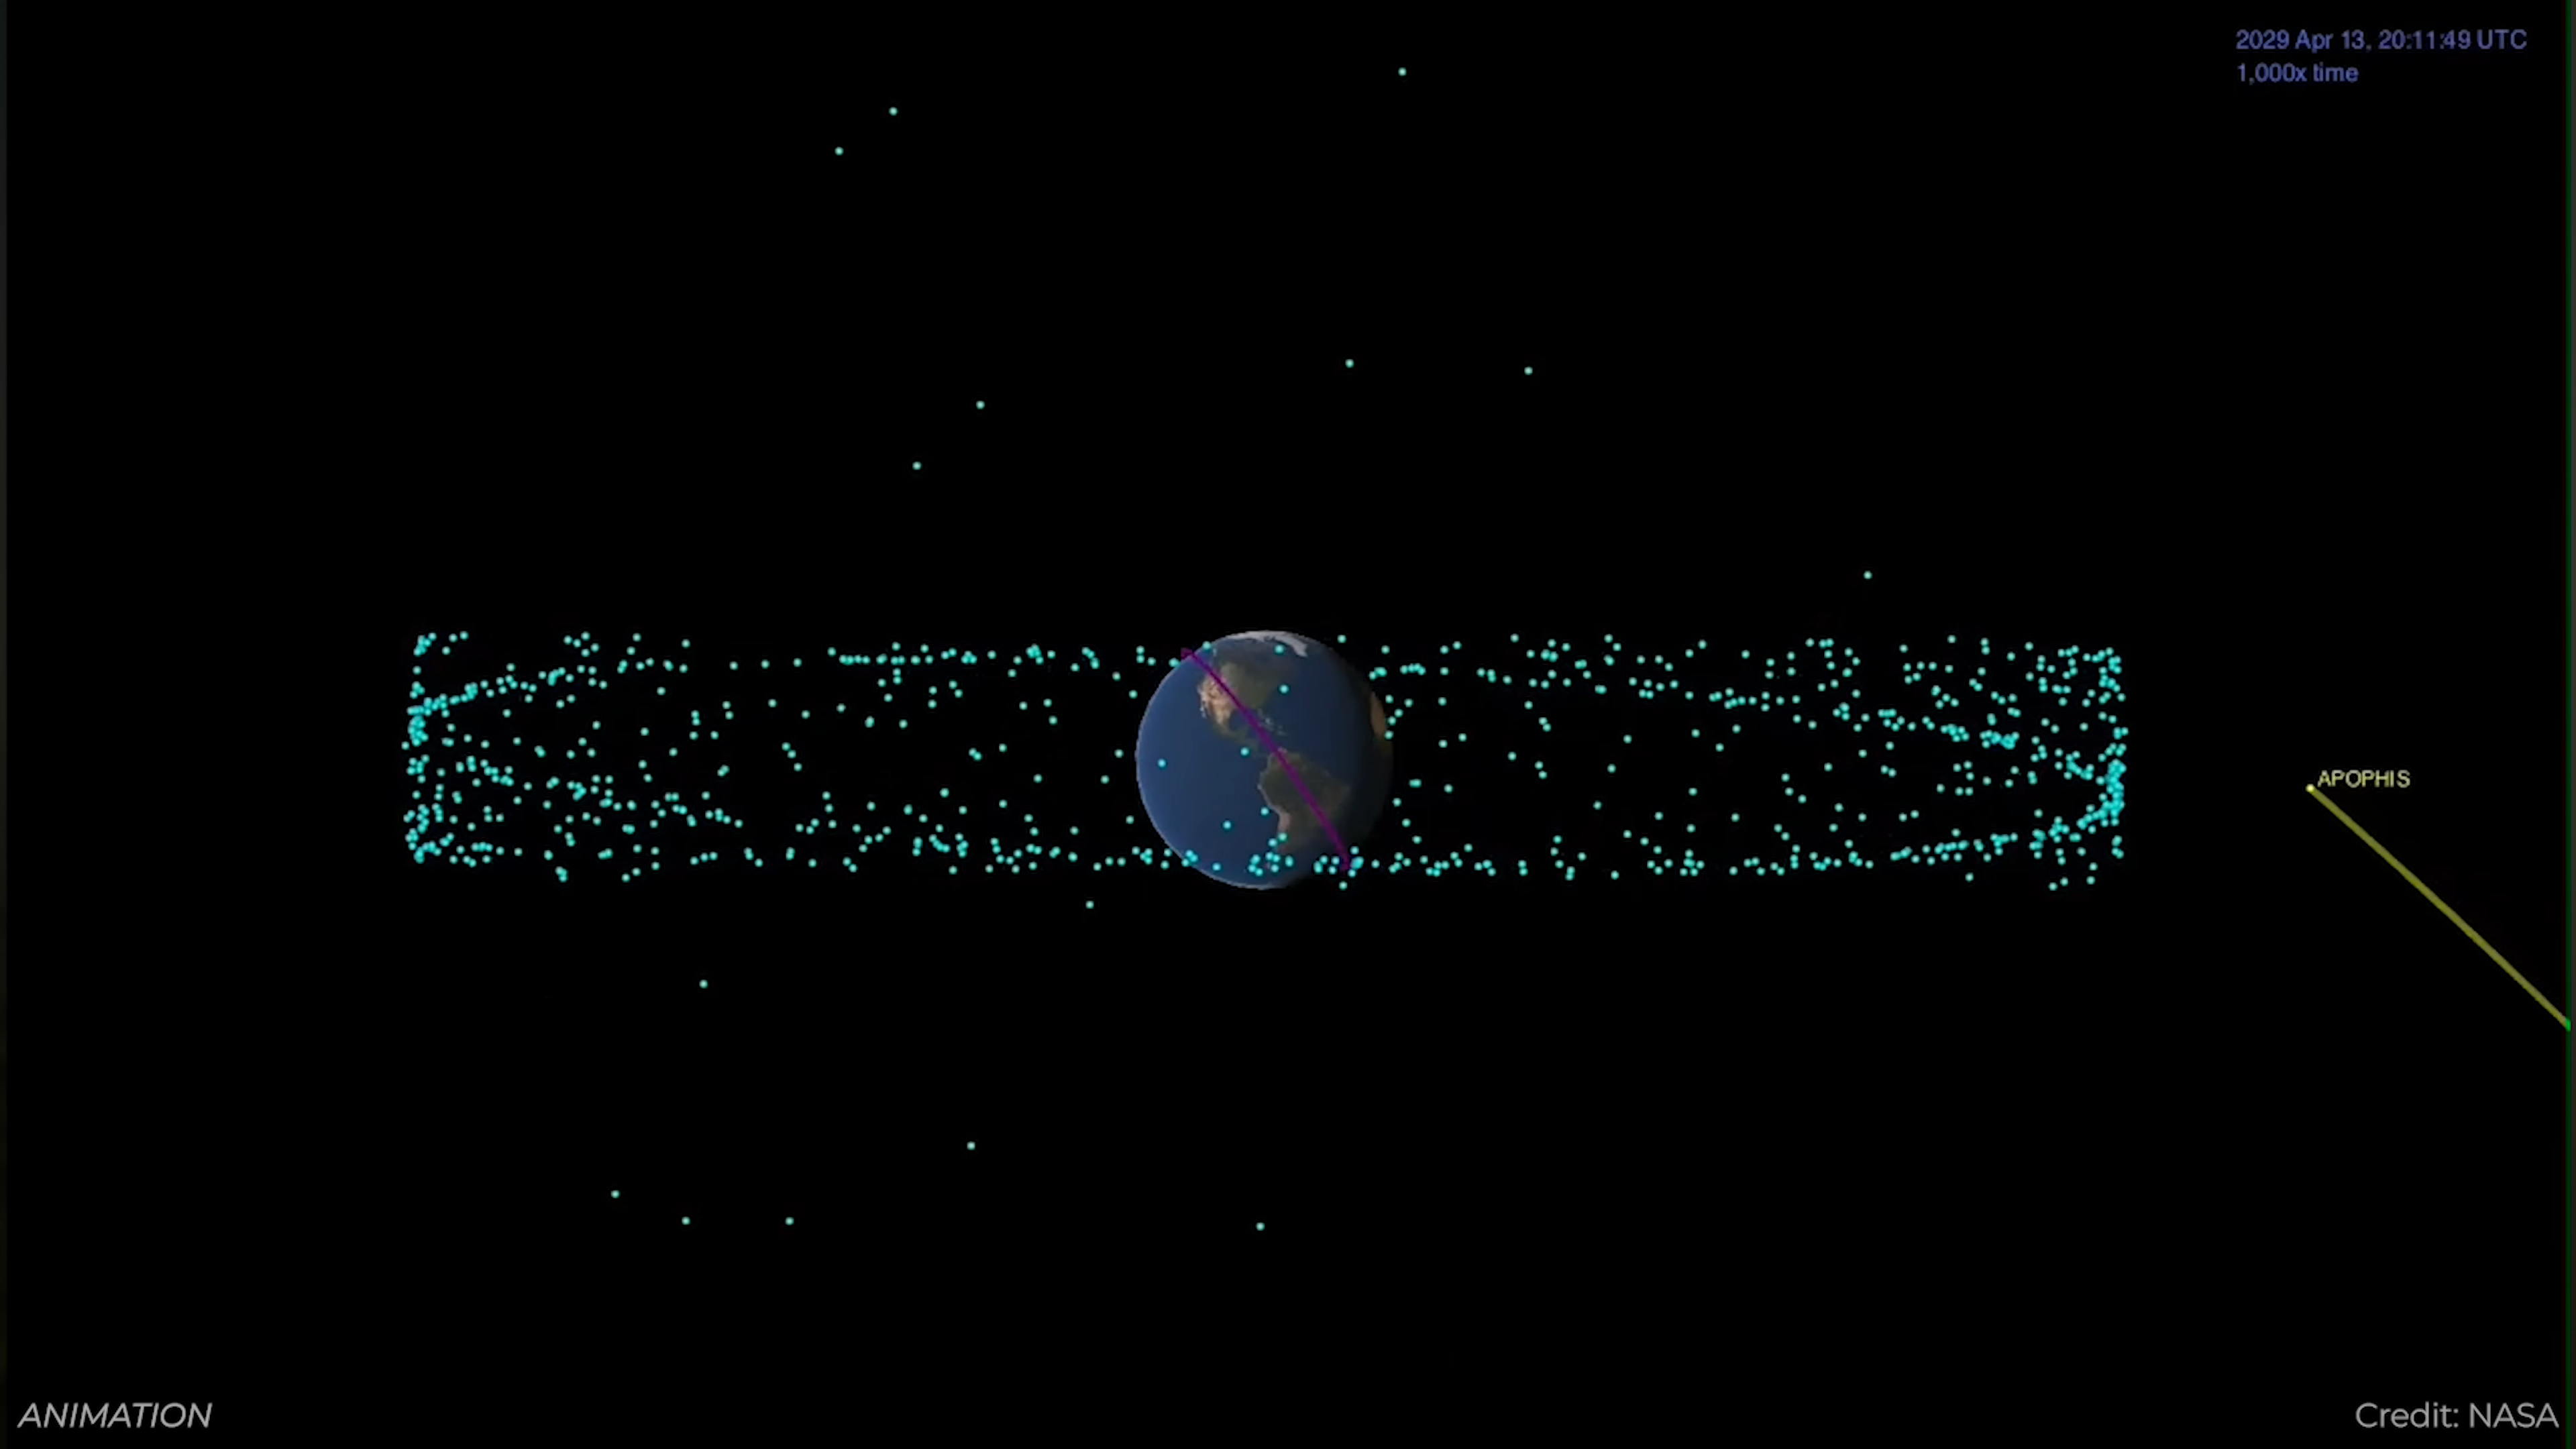 2029 Apr 13, 20:11:49 UTC
1,000x time
APOPHIS
ANIMATION
Credit: NASA